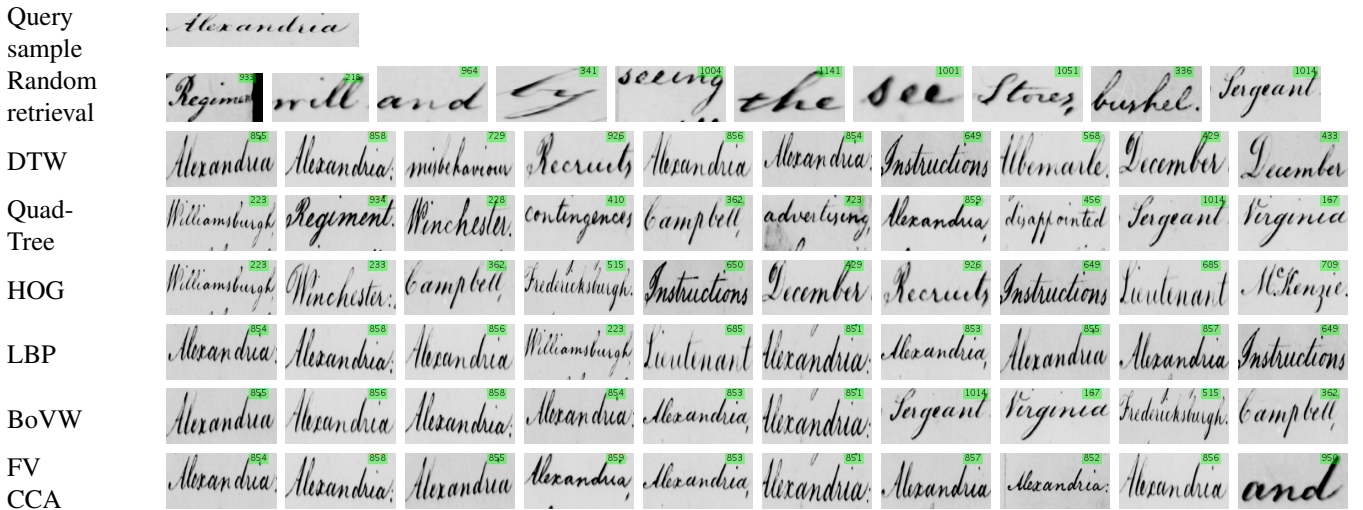 Query sample Alexandria
Random retrieval Regiment 933 will 218 and 964 by 341 seeing 1004 the 1141 see 1001 Stores, 1051 bushel. 336 Sergeant 1014
DTW Alexandria 855 Alexandria: 858 misbehaviour 729 Recruits 926 Alexandria 856 Alexandria: 854 Instructions 649 Albemarle. 568 December 429 December 433
Quad-Tree Williamsburgh, 223 Regiment. 934 Winchester. 228 contingences 410 Campbell, 362 advertising, 723 Alexandria, 859 disappointed 456 Sergeant 1014 Virginia 167
HOG Williamsburgh, 223 Winchester: 233 Campbell, 362 Fredericksburgh. 515 Instructions 650 December 429 Recruits 926 Instructions 649 Lieutenant 685 McKenzie. 709
LBP Alexandria: 854 Alexandria: 858 Alexandria 856 Williamsburgh 223 Lieutenant 685 Alexandria: 851 Alexandria, 853 Alexandria 855 Alexandria 857 Instructions 649
BoVW Alexandria 855 Alexandria 856 Alexandria: 858 Alexandria: 854 Alexandria, 853 Alexandria: 851 Sergeant 1014 Virginia 167 Fredericksburgh. 515 Campbell, 362
FV CCA Alexandria: 854 Alexandria: 858 Alexandria 855 Alexandria, 859 Alexandria, 853 Alexandria: 851 Alexandria 857 Alexandria: 852 Alexandria 856 and